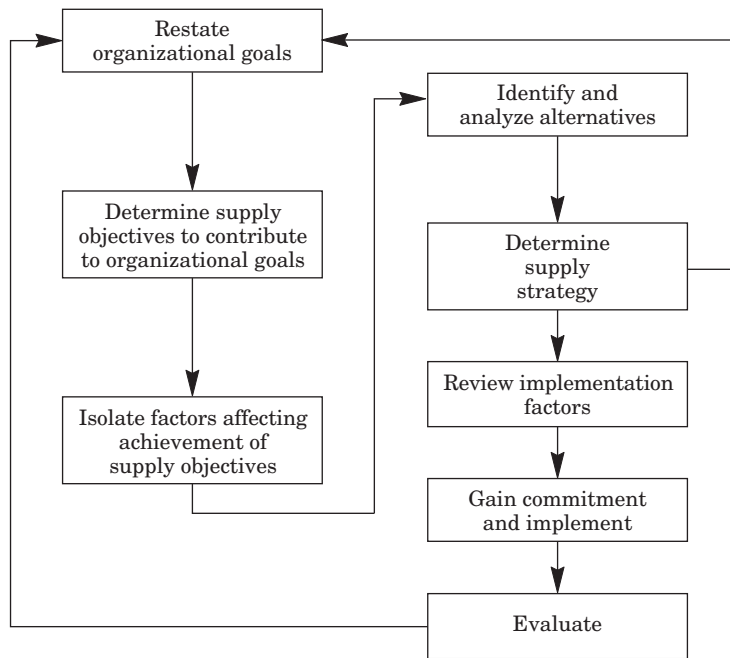 Restate
organizational goals
Determine supply
objectives to contribute
to organizational goals
Isolate factors affecting
achievement of
supply objectives
Identify and
analyze alternatives
Determine
supply
strategy
Review implementation
factors
Gain commitment
and implement
Evaluate